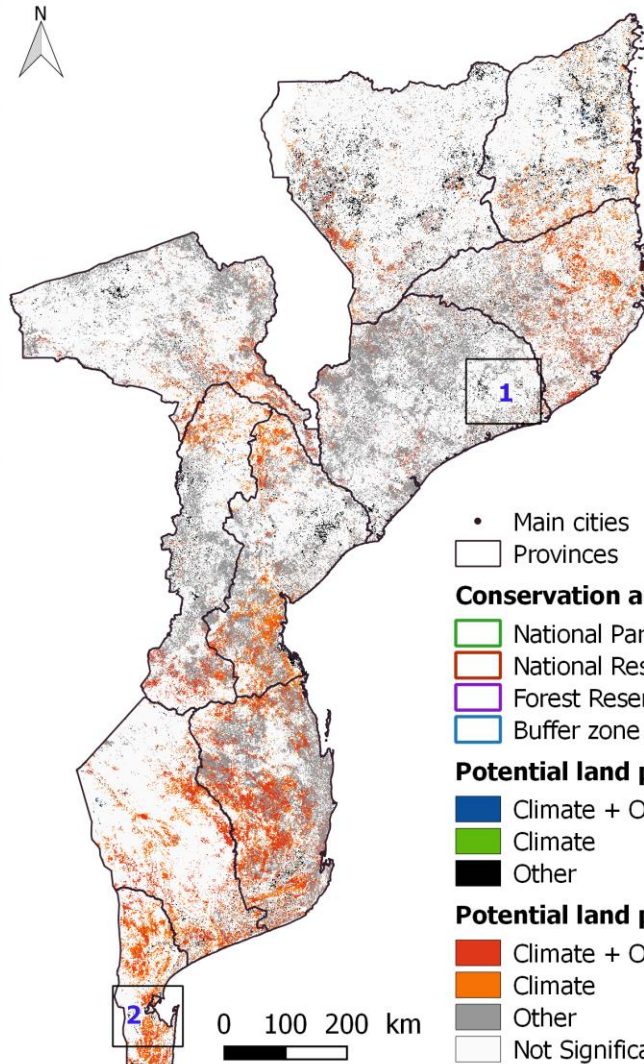 N
1
• Main cities
Provinces
Conservation a
National Par
National Res
Forest Reser
Buffer zone
Potential land p
Climate + O
Climate
Other
Potential land p
Climate + O
Climate
Other
Not Significa
2
0 100 200 km